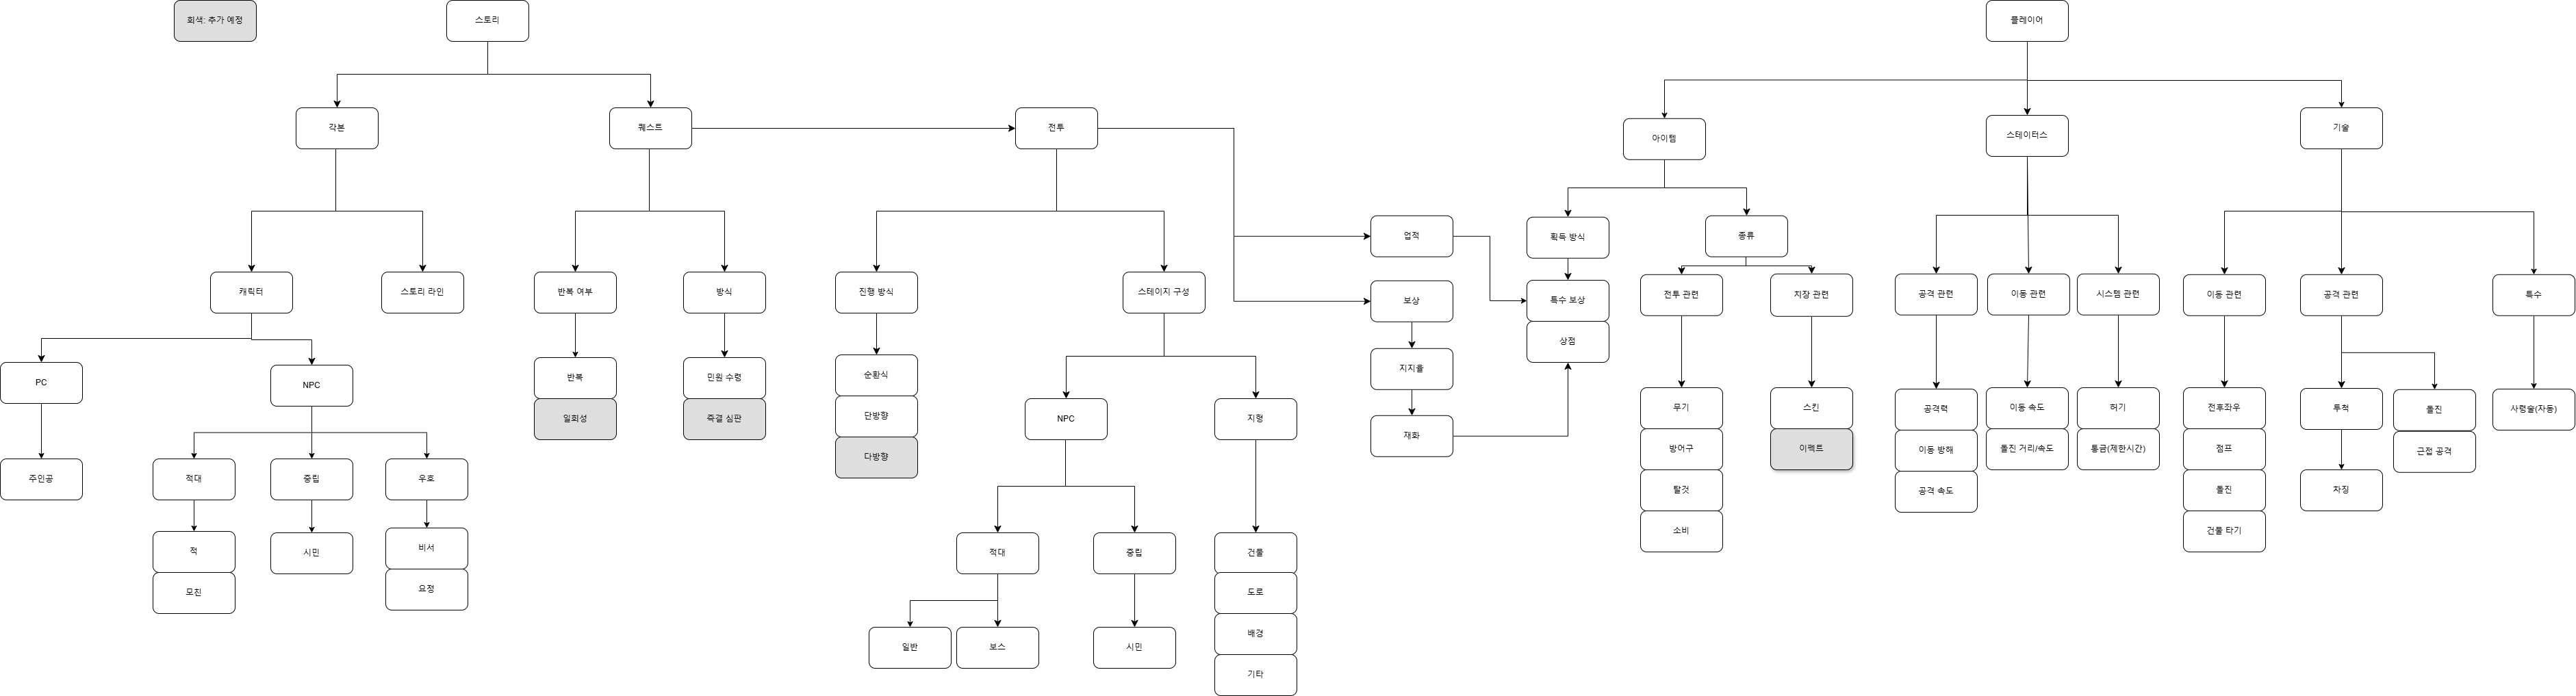 회색: 추가 예정
스토리
플레이어
각본
퀘스트
전투
아이템
스테이터스
기술
캐릭터
스토리 라인
반복 여부
방식
진행 방식
스테이지 구성
업적
보상
지지율
재화
획득 방식
특수 보상
상점
종류
전투 관련
치장 관련
공격 관련
이동 관련
시스템 관련
이동 관련
공격 관련
특수
PC
NPC
주인공
적대
중립
우호
적
모친
시민
비서
요정
반복
일회성
민원 수령
즉결 심판
순환식
단방향
다방향
NPC
지형
적대
중립
일반
보스
시민
건물
도로
배경
기타
무기
방어구
탈것
소비
스킨
이펙트
공격력
이동 방해
공격 속도
이동 속도
돌진 거리/속도
허기
통금(제한시간)
전후좌우
점프
돌진
건물 타기
투척
차징
돌진
근접 공격
사령술(자동)